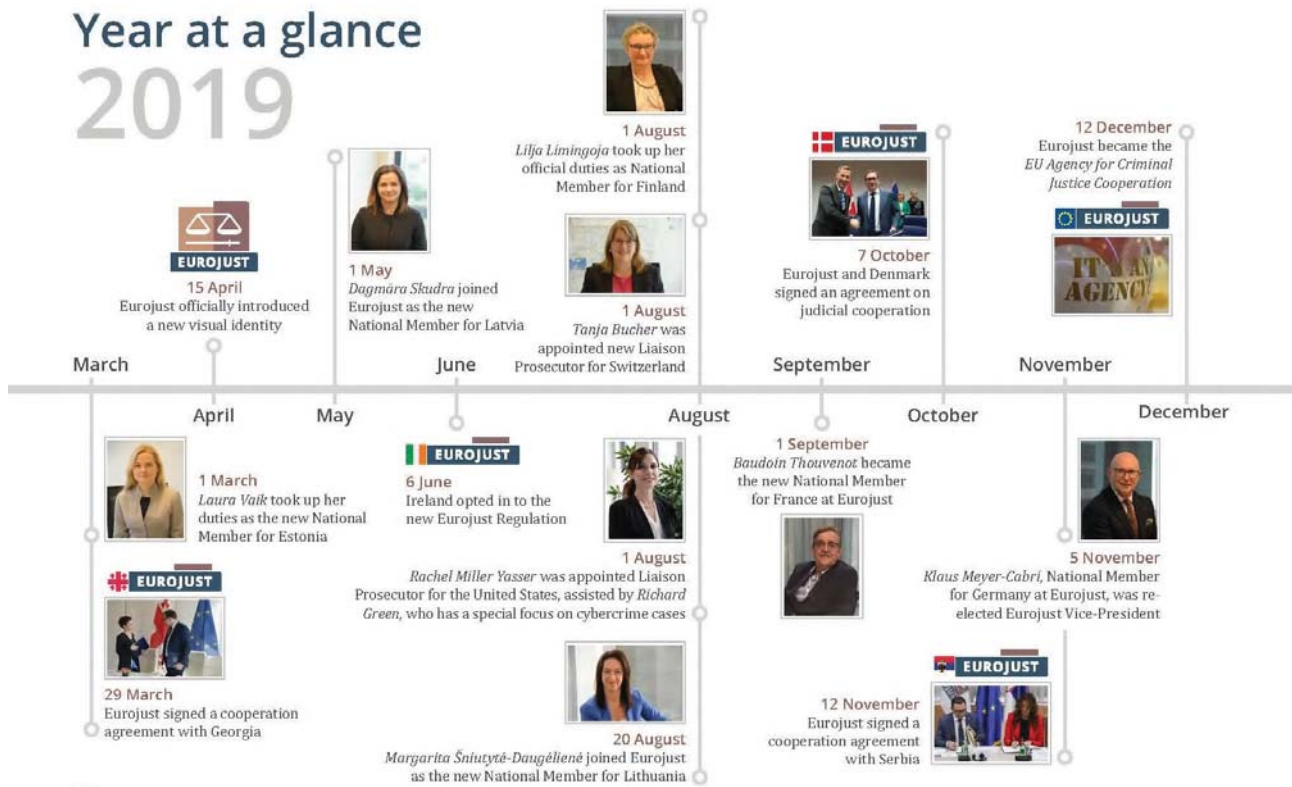 Year at a glance
2019
EUROJUST
15 April
Eurojust officially introduced
a new visual identity
1 May
Dagmāra Skudra joined
Eurojust as the new
National Member for Latvia
1 August
Lilja Limingoja took up her
official duties as National
Member for Finland
1 August
Tanja Bucher was
appointed new Liaison
Prosecutor for Switzerland
EUROJUST
7 October
Eurojust and Denmark
signed an agreement on
judicial cooperation
12 December
Eurojust became the
EU Agency for Criminal
Justice Cooperation
EUROJUST
IT'S AN
AGENCY!
March
June
September
November
April
May
August
October
December
1 March
Laura Vaik took up her
duties as the new National
Member for Estonia
EUROJUST
29 March
Eurojust signed a cooperation
agreement with Georgia
EUROJUST
6 June
Ireland opted in to the
new Eurojust Regulation
1 August
Rachel Miller Yasser was appointed Liaison
Prosecutor for the United States, assisted by Richard
Green, who has a special focus on cybercrime cases
20 August
Margarita Šniutytė-Daugėlienė joined Eurojust
as the new National Member for Lithuania
1 September
Baudoin Thouvenot became
the new National Member
for France at Eurojust
5 November
Klaus Meyer-Cabri, National Member
for Germany at Eurojust, was re-
elected Eurojust Vice-President
EUROJUST
12 November
Eurojust signed a
cooperation agreement
with Serbia